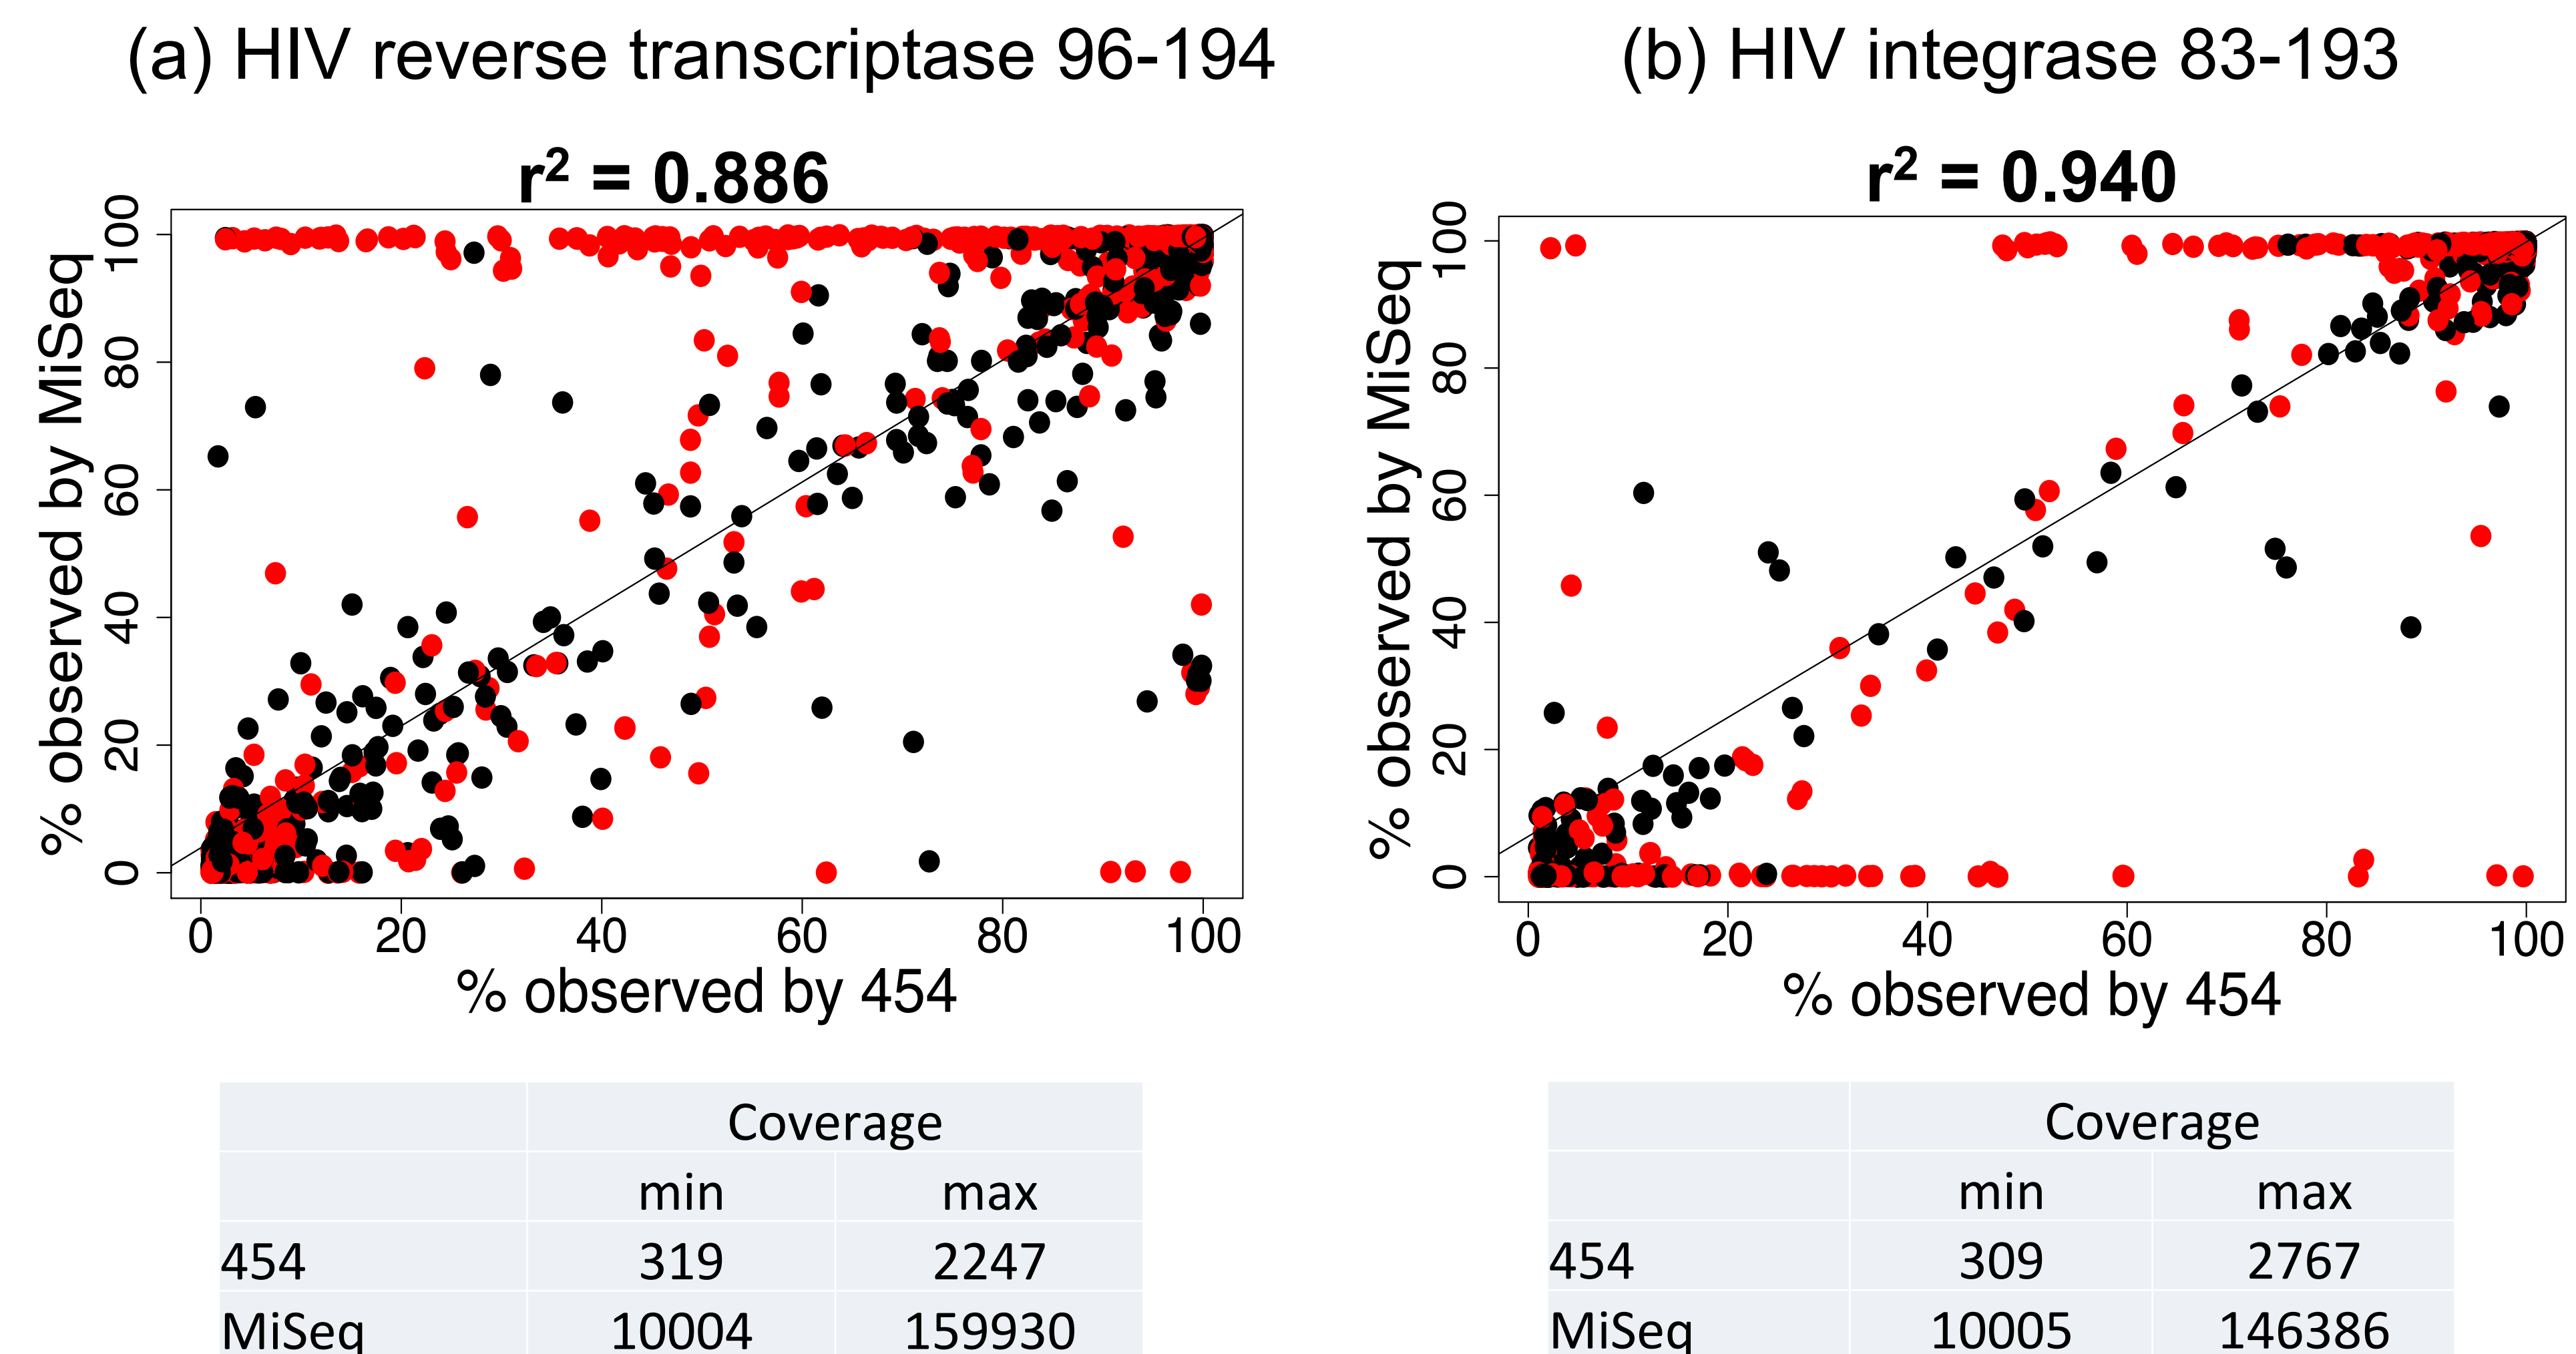 (a) HIV reverse transcriptase 96-194
r² = 0.886
% observed by MiSeq
100
80
60
40
20
0
0 20 40 60 80 100
% observed by 454
Coverage
min max
454 319 2247
MiSeq 10004 159930
(b) HIV integrase 83-193
r² = 0.940
% observed by MiSeq
100
80
60
40
20
0
0 20 40 60 80 100
% observed by 454
Coverage
min max
454 309 2767
MiSeq 10005 146386